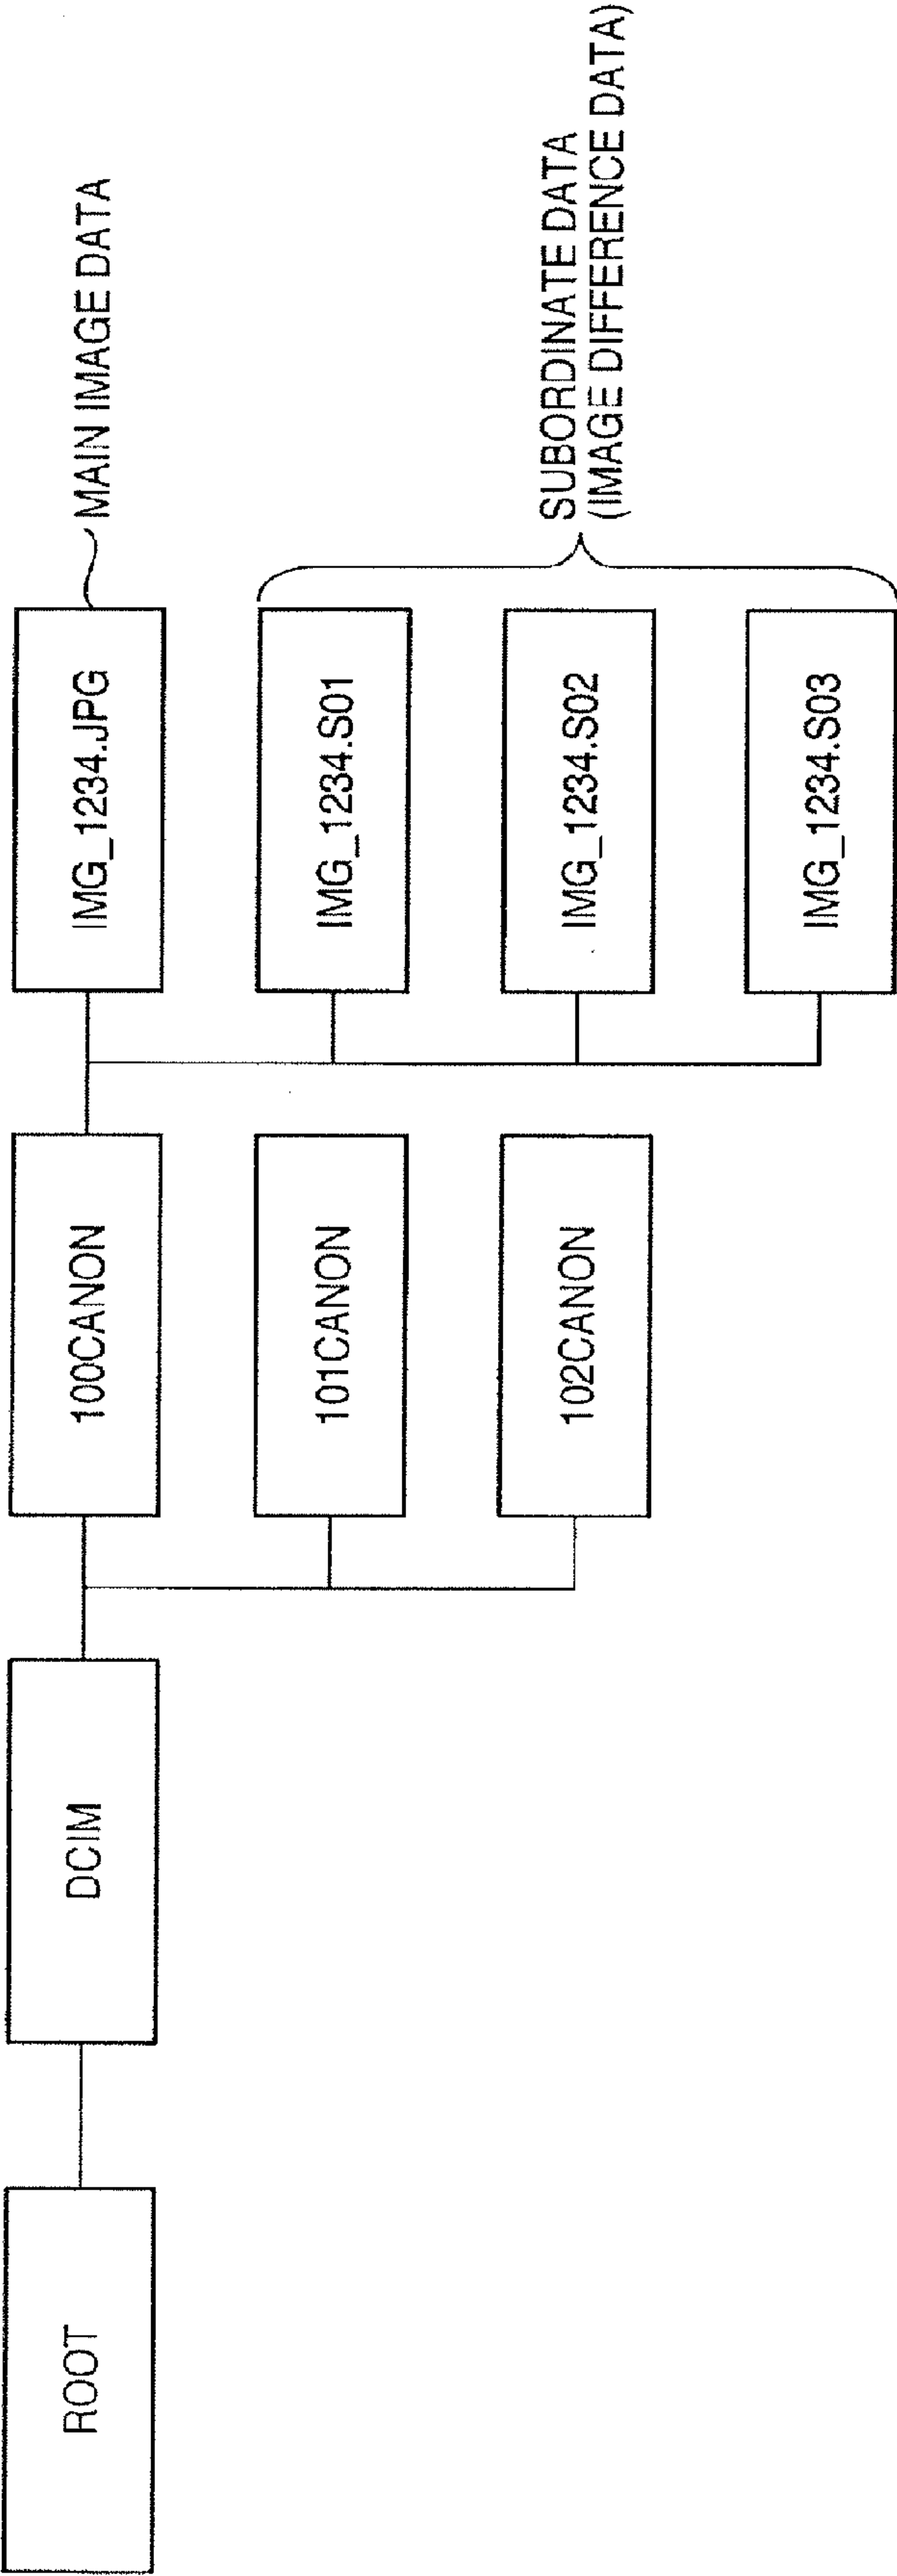 ROOT
DCIM
100CANON
101CANON
102CANON
IMG_1234.JPG
IMG_1234.S01
IMG_1234.S02
IMG_1234.S03
MAIN IMAGE DATA
SUBORDINATE DATA
(IMAGE DIFFERENCE DATA)